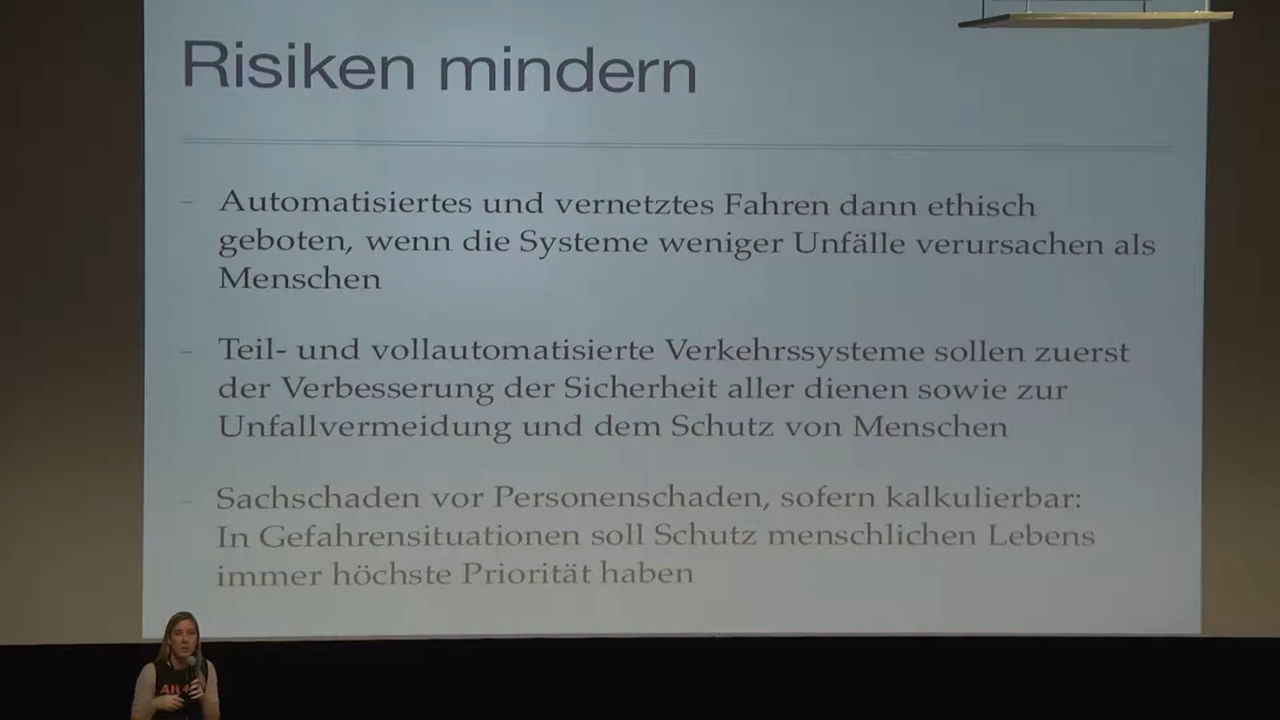 Risiken mindern
– Automatisiertes und vernetztes Fahren dann ethisch
geboten, wenn die Systeme weniger Unfälle verursachen als
Menschen
– Teil- und vollautomatisierte Verkehrssysteme sollen zuerst
der Verbesserung der Sicherheit aller dienen sowie zur
Unfallvermeidung und dem Schutz von Menschen
– Sachschaden vor Personenschaden, sofern kalkulierbar:
In Gefahrensituationen soll Schutz menschlichen Lebens
immer höchste Priorität haben